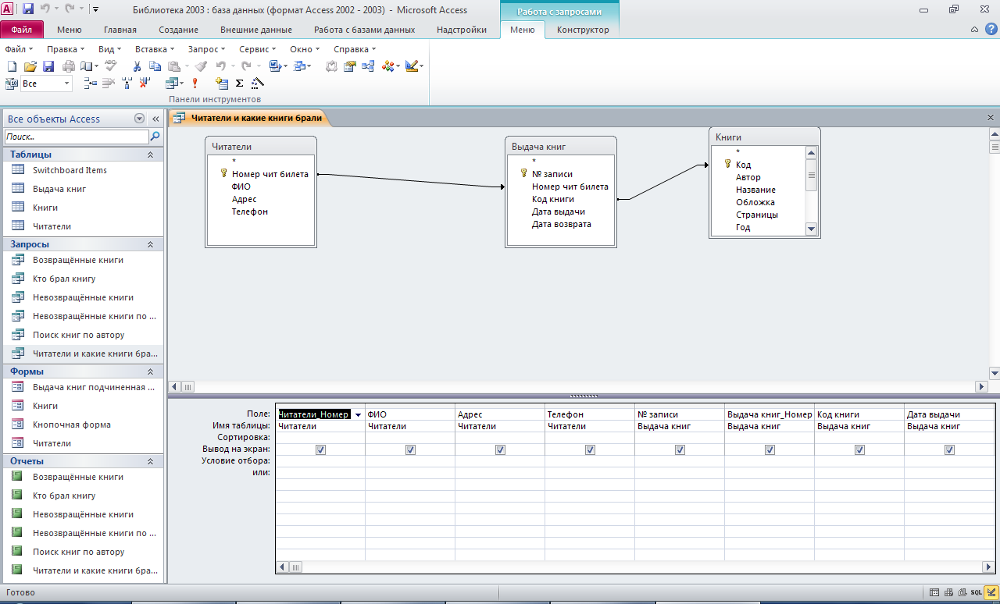 Библиотека 2003 : база данных (формат Access 2002 - 2003) - Microsoft Access
Работа с запросами
Файл Меню Главная Создание Внешние данные Работа с базами данных Надстройки Меню Конструктор
Файл Правка Вид Вставка Запрос Сервис Окно Справка
Все
Панели инструментов
Все объекты Access
Поиск...
Таблицы
Switchboard Items
Выдача книг
Книги
Читатели
Запросы
Возвращённые книги
Кто брал книгу
Невозвращённые книги
Невозвращённые книги по ...
Поиск книг по автору
Читатели и какие книги бра...
Формы
Выдача книг подчиненная ...
Книги
Кнопочная форма
Читатели
Отчеты
Возвращённые книги
Кто брал книгу
Невозвращённые книги
Невозвращённые книги по ...
Поиск книг по автору
Читатели и какие книги бра...
Читатели и какие книги брали
Читатели
*
Номер чит билета
ФИО
Адрес
Телефон
Выдача книг
*
№ записи
Номер чит билета
Код книги
Дата выдачи
Дата возврата
Книги
*
Код
Автор
Название
Обложка
Страницы
Год
Поле: Читатели_Номер ФИО Адрес Телефон № записи Выдача книг_Номер Код книги Дата выдачи
Имя таблицы: Читатели Читатели Читатели Читатели Выдача книг Выдача книг Выдача книг Выдача книг
Сортировка:
Вывод на экран:
Условие отбора:
или:
Готово
SQL